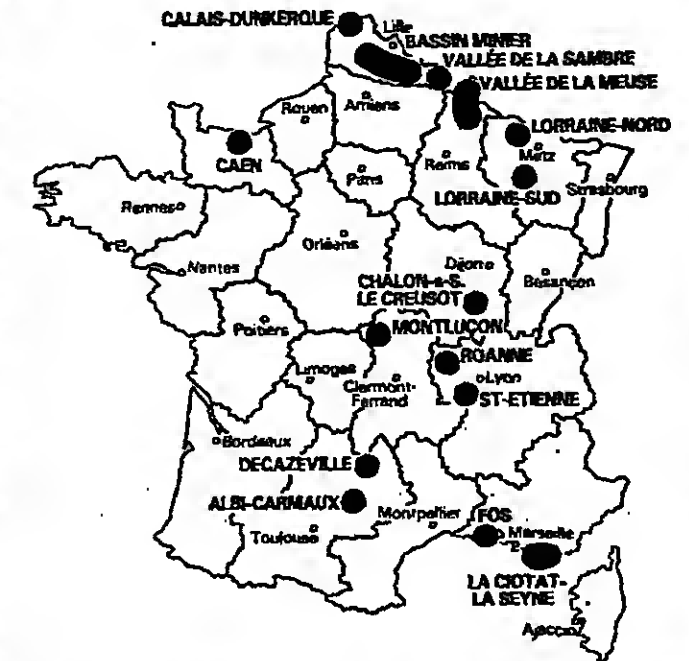 CALAIS-DUNKERQUE
Lille
BASSIN MINIER
VALLÉE DE LA SAMBRE
VALLÉE DE LA MEUSE
Rouen
Amiens
LORRAINE-NORD
CAEN
Metz
Reims
Paris
Strasbourg
LORRAINE-SUD
Rennes
Orléans
Nantes
Dijon
CHALON-s-S.
LE CREUSOT
Besançon
Poitiers
MONTLUÇON
ROANNE
Limoges
Clermont-
Ferrand
Lyon
ST-ETIENNE
Bordeaux
DECAZEVILLE
ALBI-CARMAUX
Montpellier
FOS
Toulouse
Marseille
LA CIOTAT-
LA SEYNE
Ajaccio